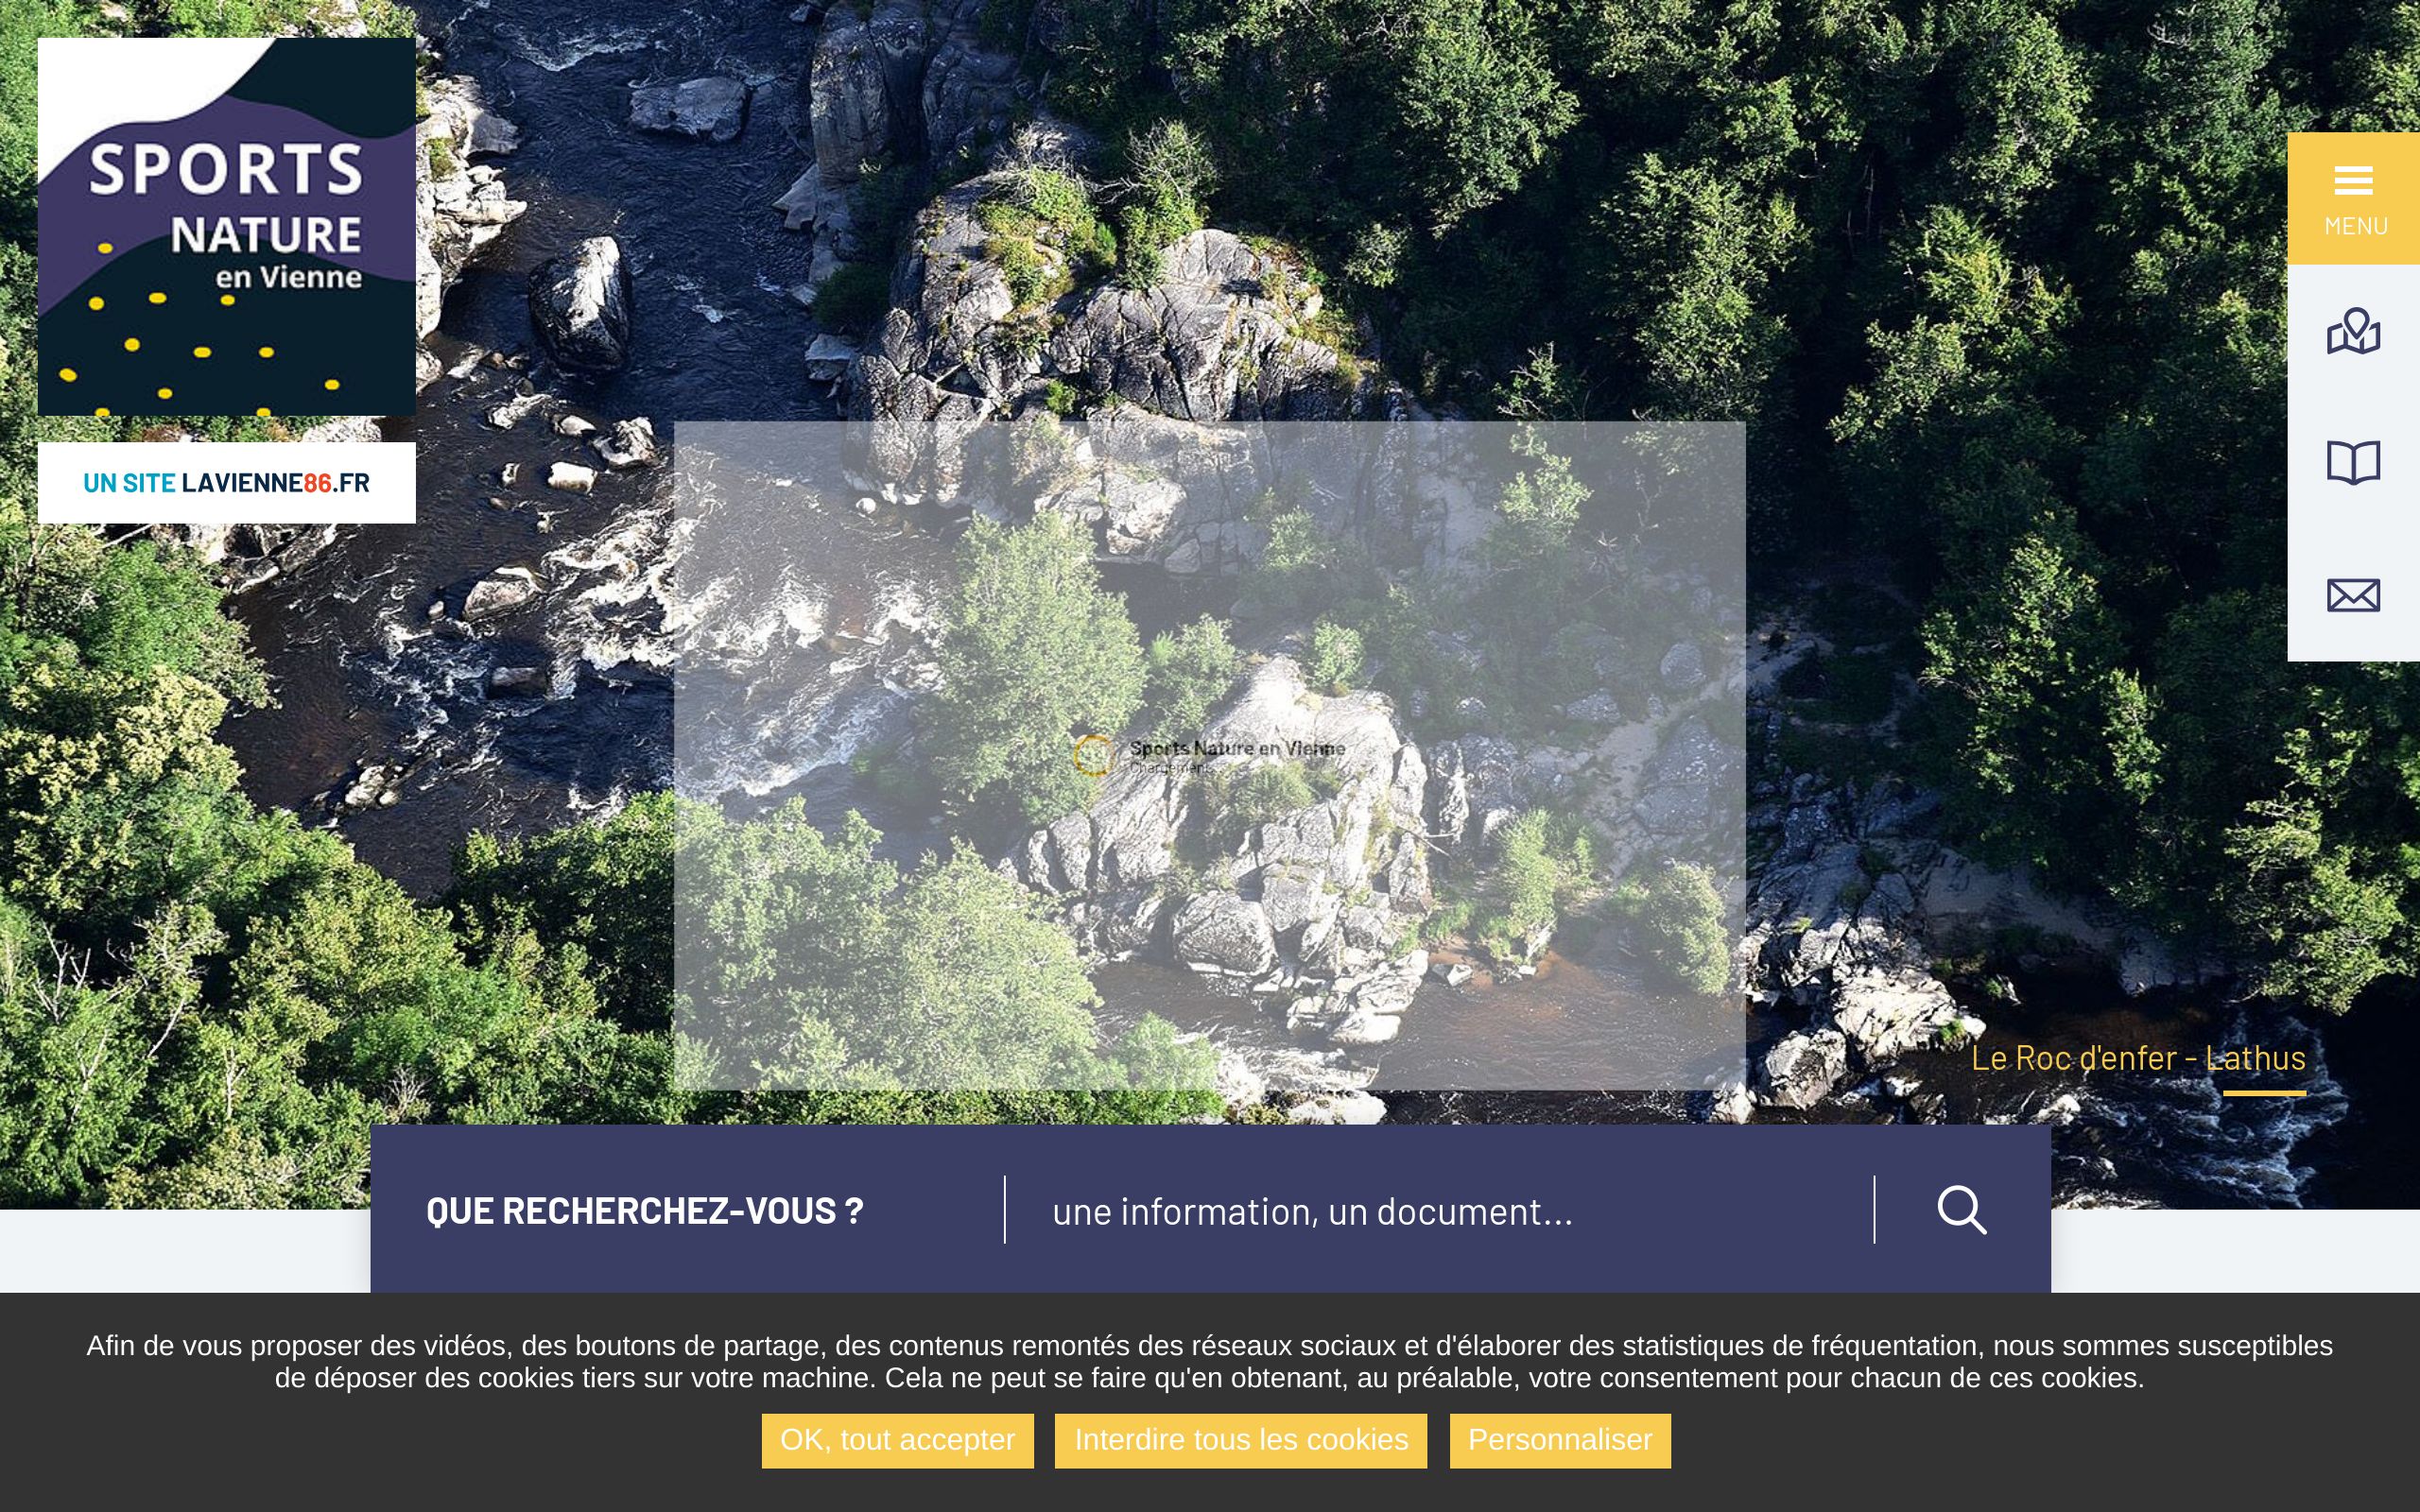 SPORTS
NATURE
en Vienne
UN SITE LAVIENNE86.FR
MENU
Sports Nature en Vienne
Chargement...
Le Roc d'enfer - Lathus
QUE RECHERCHEZ-VOUS ?
une information, un document...
Afin de vous proposer des vidéos, des boutons de partage, des contenus remontés des réseaux sociaux et d'élaborer des statistiques de fréquentation, nous sommes susceptibles
de déposer des cookies tiers sur votre machine. Cela ne peut se faire qu'en obtenant, au préalable, votre consentement pour chacun de ces cookies.
OK, tout accepter
Interdire tous les cookies
Personnaliser